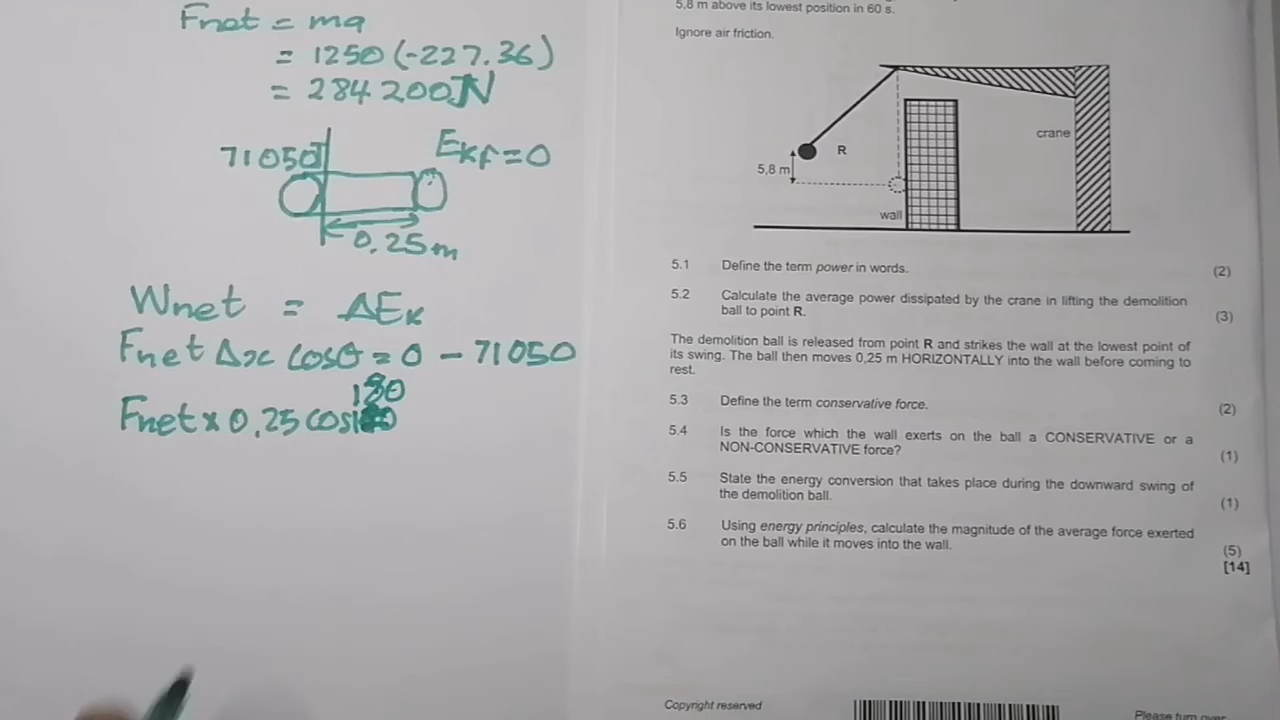 Fnet = ma
= 1250 (-227.36)
= 284 200 N
71050J
EKf = 0
0,25m
Wnet = ΔEK
Fnet Δx cosθ = 0 - 71050
180
Fnet x 0,25 cos
5,8 m above its lowest position in 60 s.
Ignore air friction.
crane
R
5,8 m
wall
5.1 Define the term power in words. (2)
5.2 Calculate the average power dissipated by the crane in lifting the demolition
ball to point R. (3)
The demolition ball is released from point R and strikes the wall at the lowest point of
its swing. The ball then moves 0,25 m HORIZONTALLY into the wall before coming to
rest.
5.3 Define the term conservative force. (2)
5.4 Is the force which the wall exerts on the ball a CONSERVATIVE or a
NON-CONSERVATIVE force? (1)
5.5 State the energy conversion that takes place during the downward swing of
the demolition ball. (1)
5.6 Using energy principles, calculate the magnitude of the average force exerted
on the ball while it moves into the wall. (5)
[14]
Copyright reserved
Please turn over